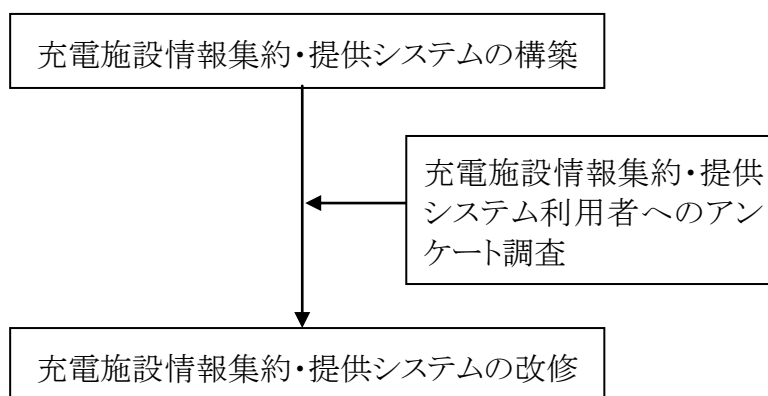 充電施設情報集約・提供システムの構築
充電施設情報集約・提供
システム利用者へのアン
ケート調査
充電施設情報集約・提供システムの改修